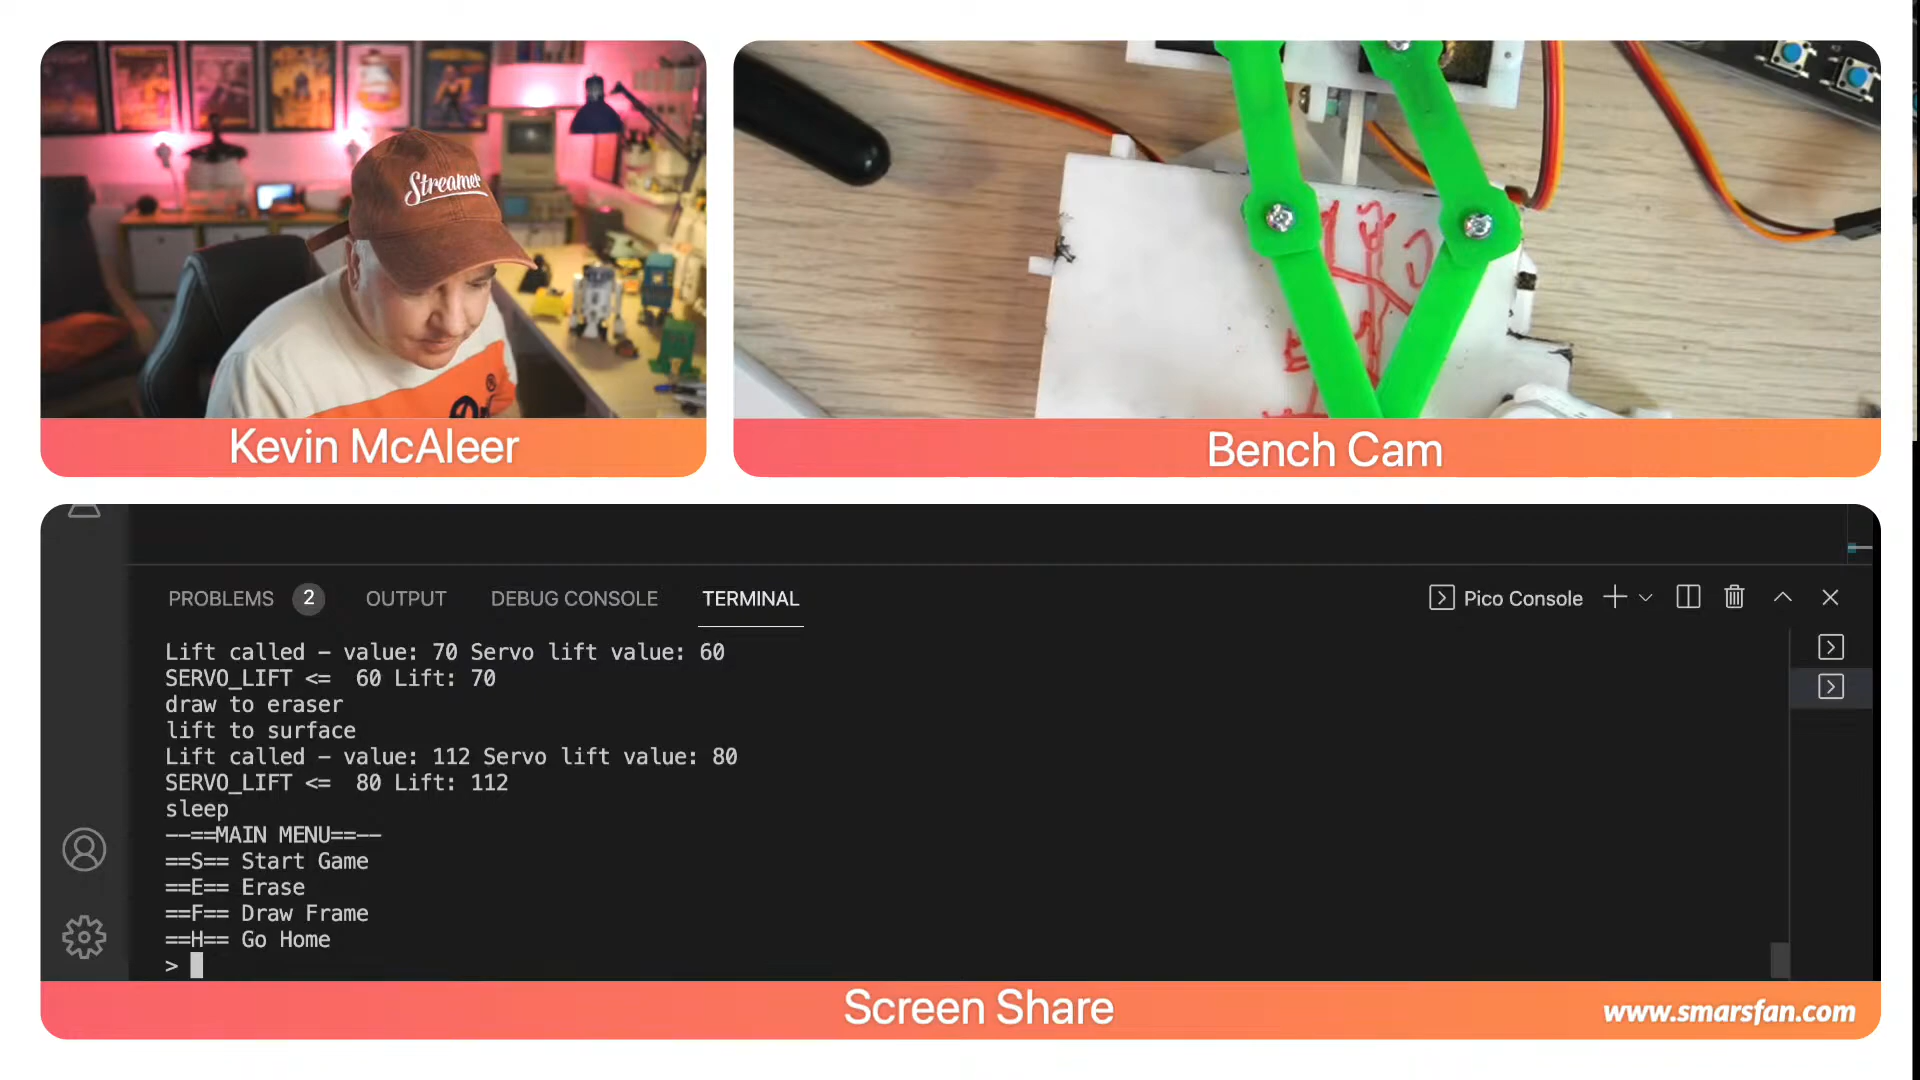 Streamer
Kevin McAleer
Bench Cam
PROBLEMS 2 OUTPUT DEBUG CONSOLE TERMINAL
Pico Console
Lift called - value: 70 Servo lift value: 60
SERVO_LIFT <=  60 Lift: 70
draw to eraser
lift to surface
Lift called - value: 112 Servo lift value: 80
SERVO_LIFT <=  80 Lift: 112
sleep
--==MAIN MENU==--
==S== Start Game
==E== Erase
==F== Draw Frame
==H== Go Home
>
Screen Share
www.smarsfan.com